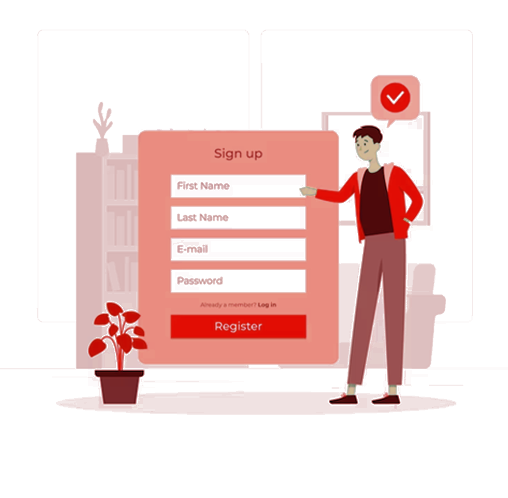 Sign up
First Name
Last Name
E-mail
Password
Already a member? Log in
Register